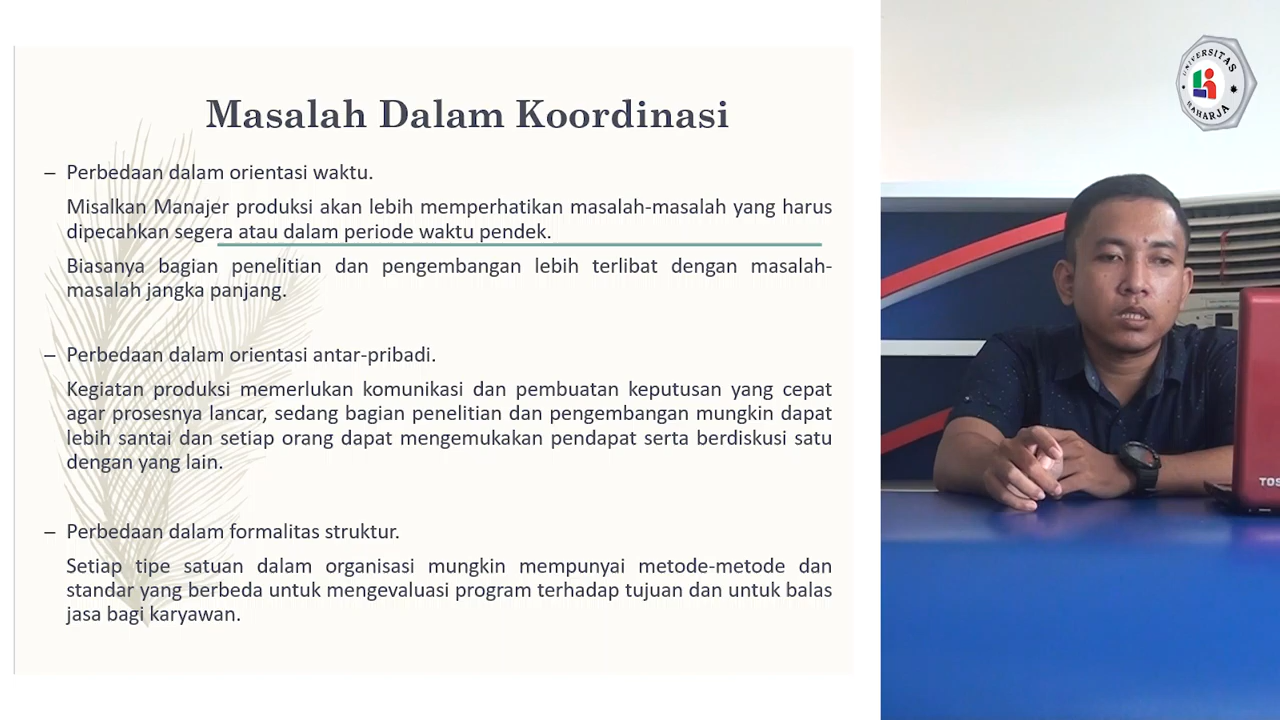 Masalah Dalam Koordinasi
– Perbedaan dalam orientasi waktu.
Misalkan Manajer produksi akan lebih memperhatikan masalah-masalah yang harus
dipecahkan segera atau dalam periode waktu pendek.
Biasanya bagian penelitian dan pengembangan lebih terlibat dengan masalah-
masalah jangka panjang.
– Perbedaan dalam orientasi antar-pribadi.
Kegiatan produksi memerlukan komunikasi dan pembuatan keputusan yang cepat
agar prosesnya lancar, sedang bagian penelitian dan pengembangan mungkin dapat
lebih santai dan setiap orang dapat mengemukakan pendapat serta berdiskusi satu
dengan yang lain.
– Perbedaan dalam formalitas struktur.
Setiap tipe satuan dalam organisasi mungkin mempunyai metode-metode dan
standar yang berbeda untuk mengevaluasi program terhadap tujuan dan untuk balas
jasa bagi karyawan.
UNIVERSITAS
RAHARJA
TOS